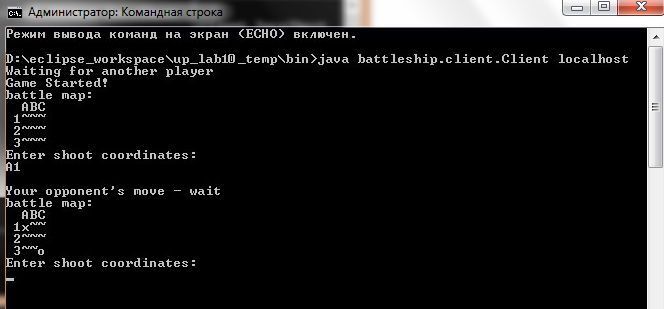 Администратор: Командная строка
Режим вывода команд на экран (ECHO) включен.
D:\eclipse_workspace\up_lab10_temp\bin>java battleship.client.Client localhost
Waiting for another player
Game Started!
battle map:
  ABC
 1~~~
 2~~~
 3~~~
Enter shoot coordinates:
A1
Your opponent's move - wait
battle map:
  ABC
 1x~~
 2~~~
 3~~o
Enter shoot coordinates: